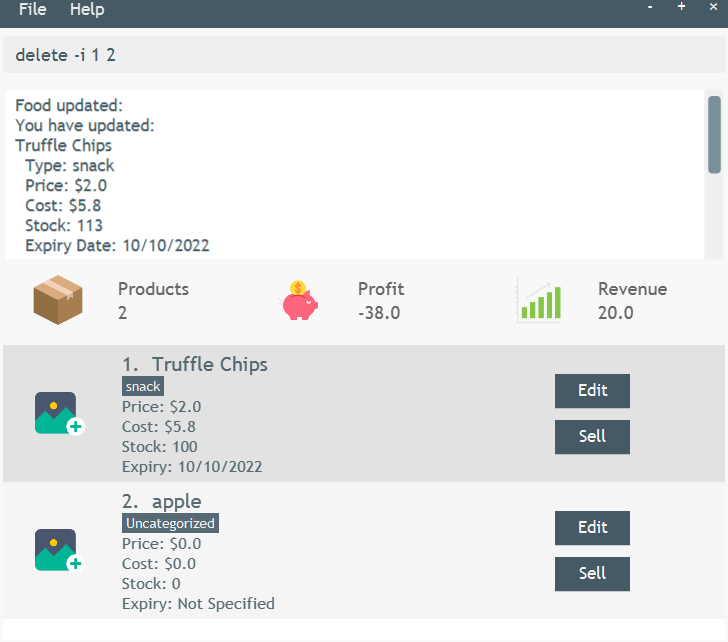 File Help - + ×
delete -i 1 2
Food updated:
You have updated:
Truffle Chips
Type: snack
Price: $2.0
Cost: $5.8
Stock: 113
Expiry Date: 10/10/2022
Products
2
Profit
-38.0
Revenue
20.0
1. Truffle Chips
snack
Price: $2.0
Cost: $5.8
Stock: 100
Expiry: 10/10/2022
Edit
Sell
2. apple
Uncategorized
Price: $0.0
Cost: $0.0
Stock: 0
Expiry: Not Specified
Edit
Sell